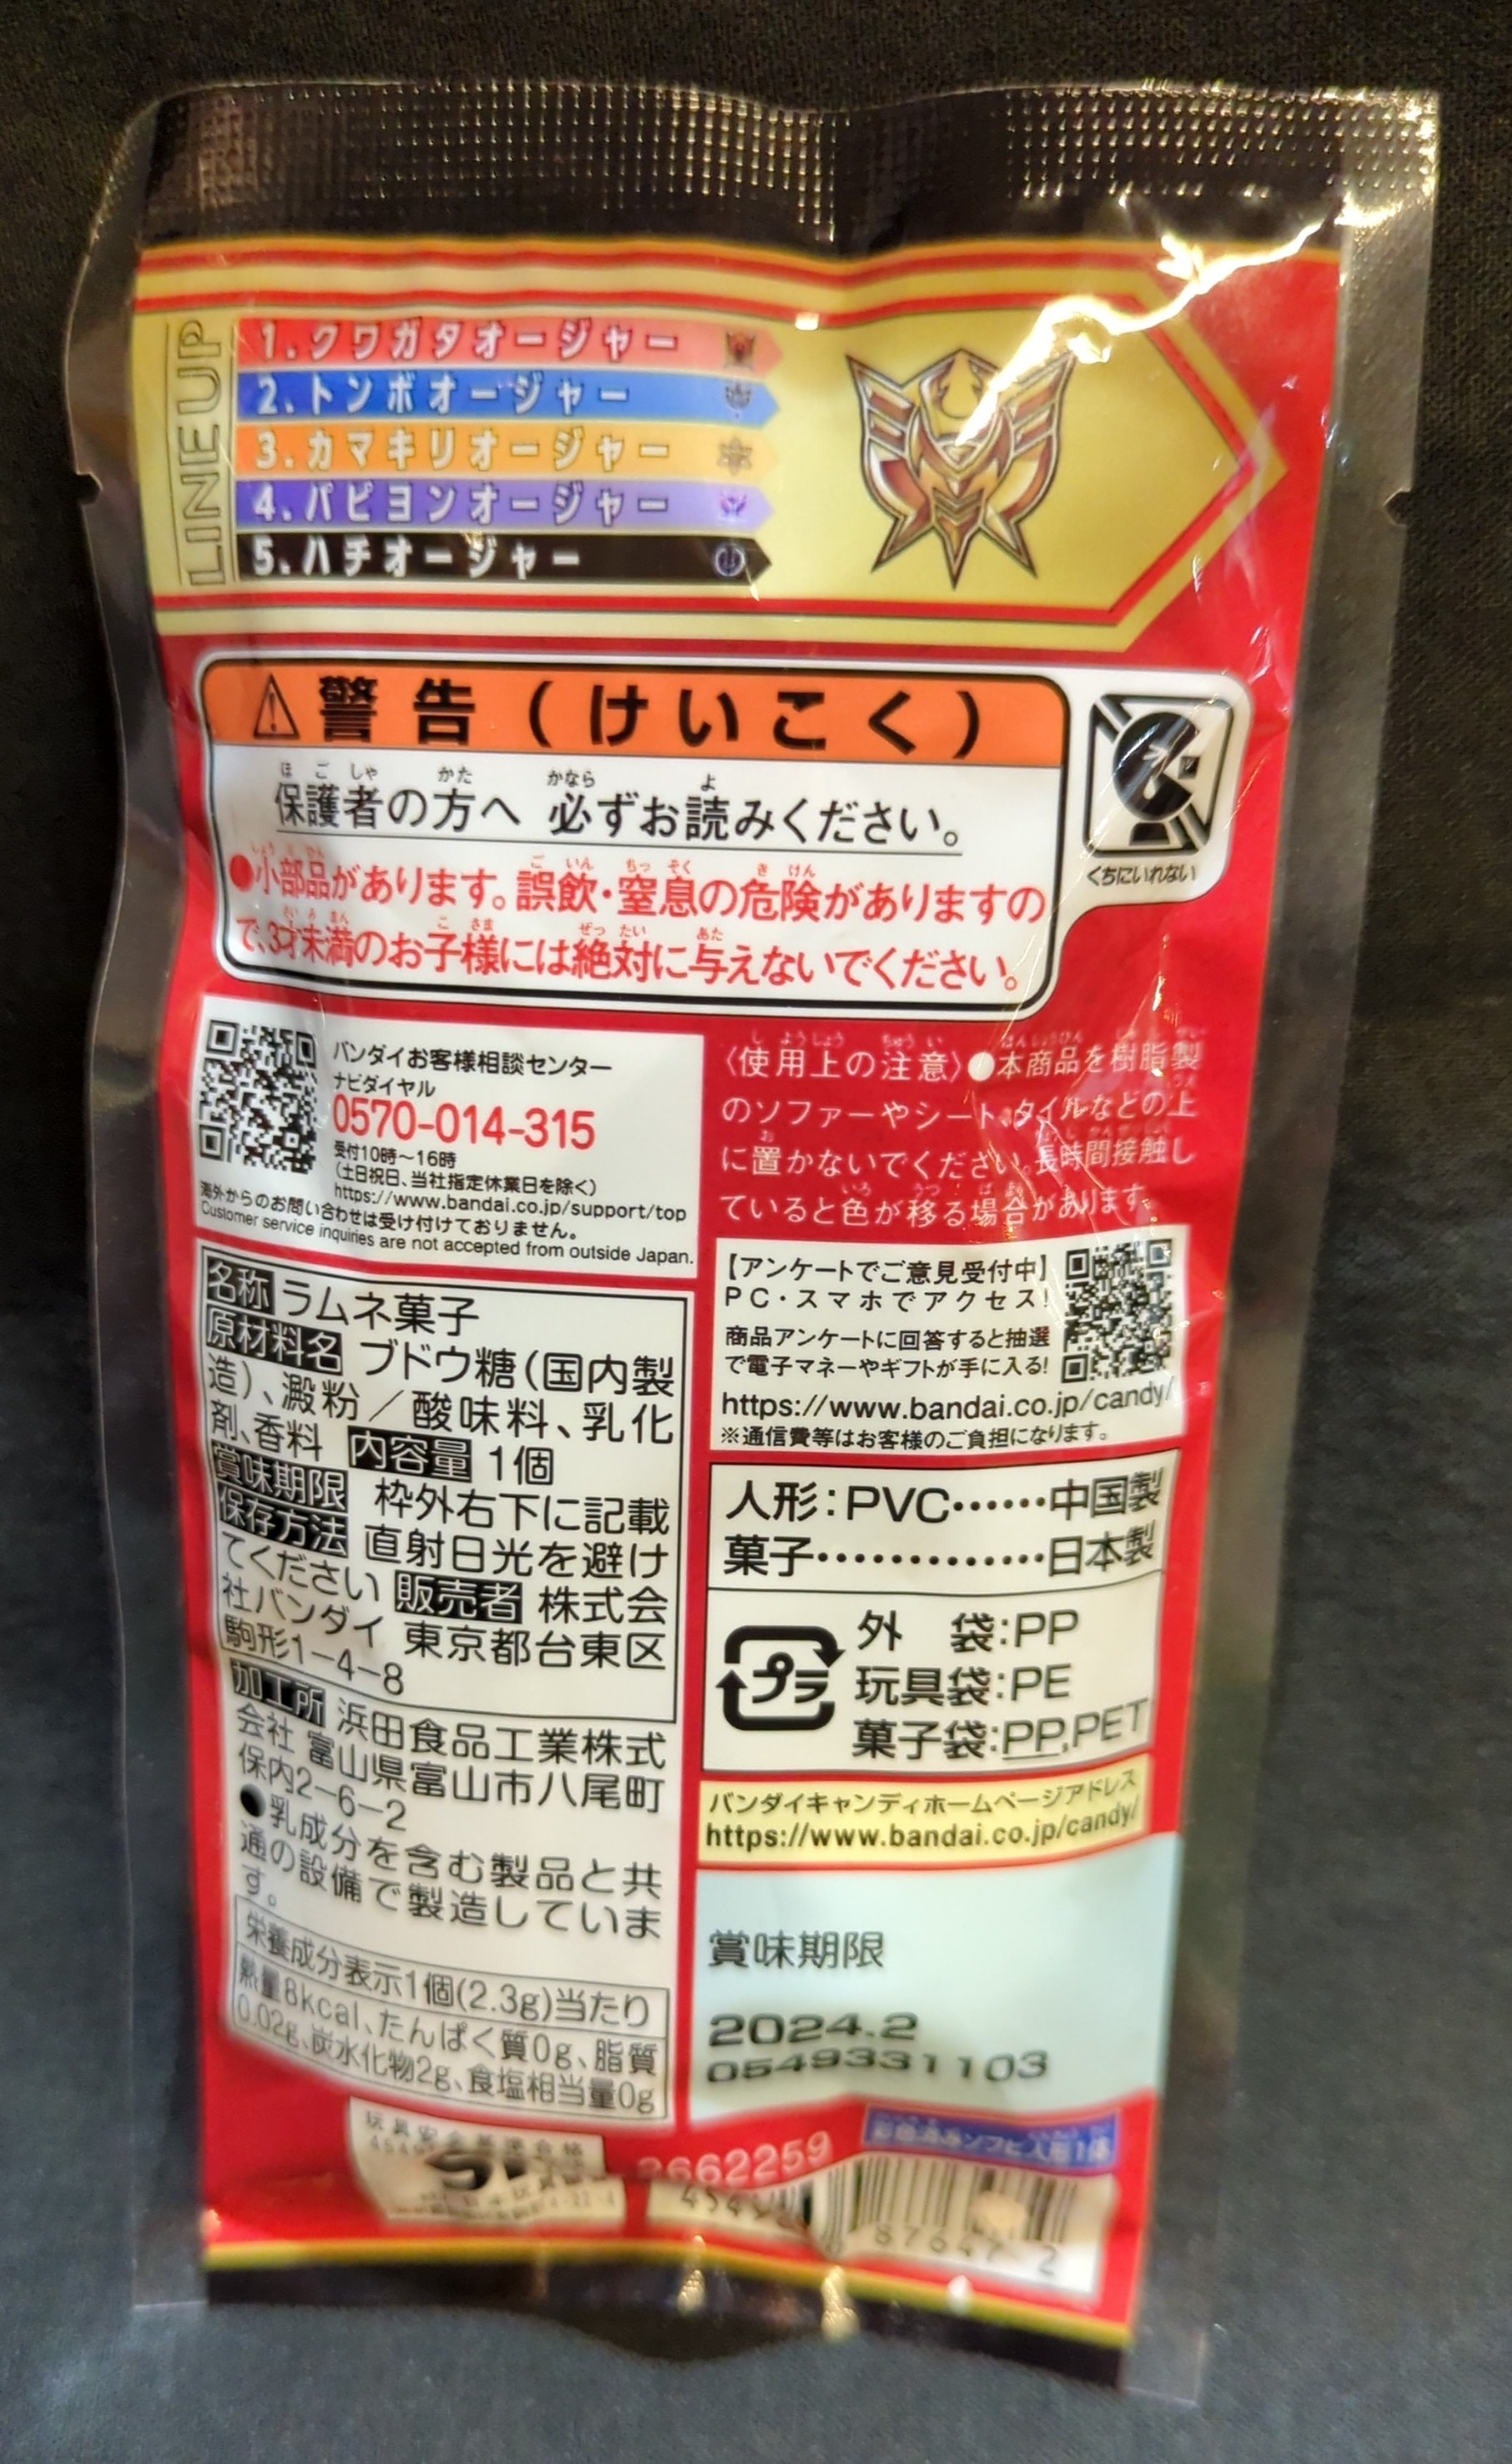 LINEUP
1.クワガタオージャー
2.トンボオージャー
3.カマキリオージャー
4.パピヨンオージャー
5.ハチオージャー
⚠警告(けいこく)
保護者の方へ 必ずお読みください。
●小部品があります。誤飲・窒息の危険がありますの
で、3才未満のお子様には絶対に与えないでください。
くちにいれない
バンダイお客様相談センター
ナビダイヤル
0570-014-315
受付10時~16時
(土日祝日、当社指定休業日を除く)
https://www.bandai.co.jp/support/top
海外からのお問い合わせは受け付けておりません。
Customer service inquiries are not accepted from outside Japan.
〈使用上の注意〉●本商品を樹脂製
のソファーやシート、タイルなどの上
に置かないでください。長時間接触し
ていると色が移る場合があります。
名称 ラムネ菓子
原材料名 ブドウ糖(国内製
造)、澱粉/酸味料、乳化
剤、香料 内容量 1個
賞味期限 枠外右下に記載
保存方法 直射日光を避け
てください 販売者 株式会
社バンダイ 東京都台東区
駒形1-4-8
加工所 浜田食品工業株式
会社 富山県富山市八尾町
保内2-6-2
●乳成分を含む製品と共
通の設備で製造していま
す。
栄養成分表示1個(2.3g)当たり
熱量8kcal、たんぱく質0g、脂質
0.02g、炭水化物2g、食塩相当量0g
【アンケートでご意見受付中】
PC・スマホでアクセス!
商品アンケートに回答すると抽選
で電子マネーやギフトが手に入る!
https://www.bandai.co.jp/candy/
※通信費等はお客様のご負担になります。
人形:PVC……中国製
菓子…………日本製
プラ
外 袋:PP
玩具袋:PE
菓子袋:PP,PET
バンダイキャンディホームページアドレス
https://www.bandai.co.jp/candy/
賞味期限
2024.2
0549331103
彩色済みソフビ人形1体
2662259